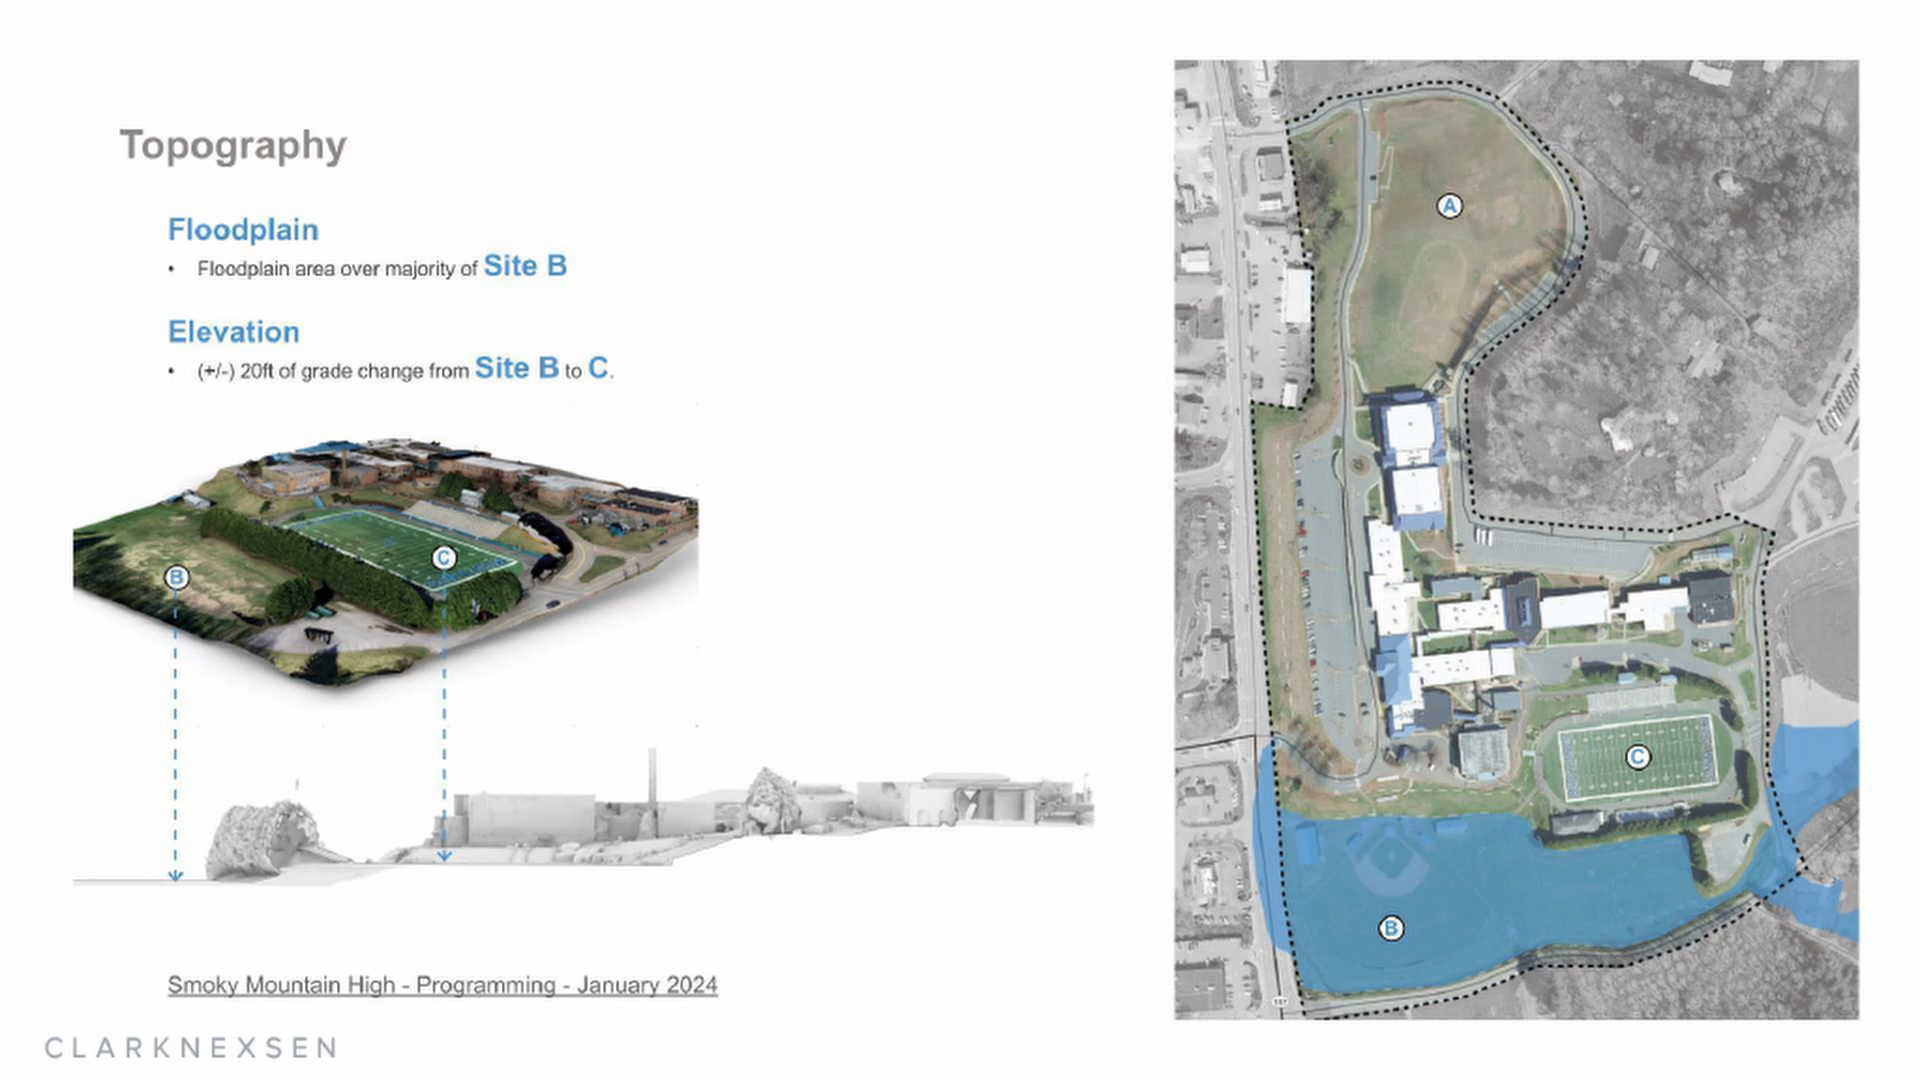 Topography
Floodplain
• Floodplain area over majority of Site B
Elevation
• (+/-) 20ft of grade change from Site B to C.
B
C
A
C
B
Smoky Mountain High - Programming - January 2024
CLARKNEXSEN